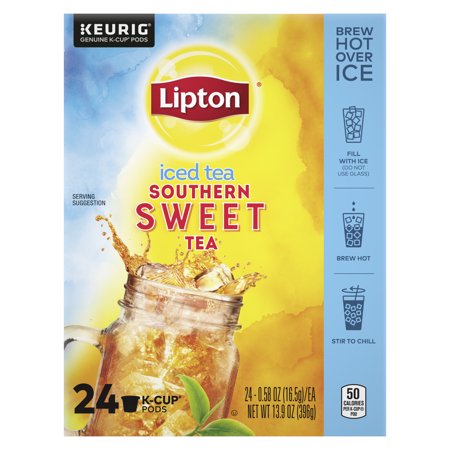 KEURIG®
GENUINE K-CUP® PODS
BREW
HOT
OVER
ICE
Lipton®
iced tea
SOUTHERN
SWEET
TEA
SERVING
SUGGESTION
FILL
WITH ICE
(DO NOT
USE GLASS)
BREW HOT
STIR TO CHILL
24 K-CUP®
PODS
24 - 0.58 OZ (16.5g)/EA
NET WT 13.9 OZ (396g)
50
CALORIES
PER K-CUP®
POD